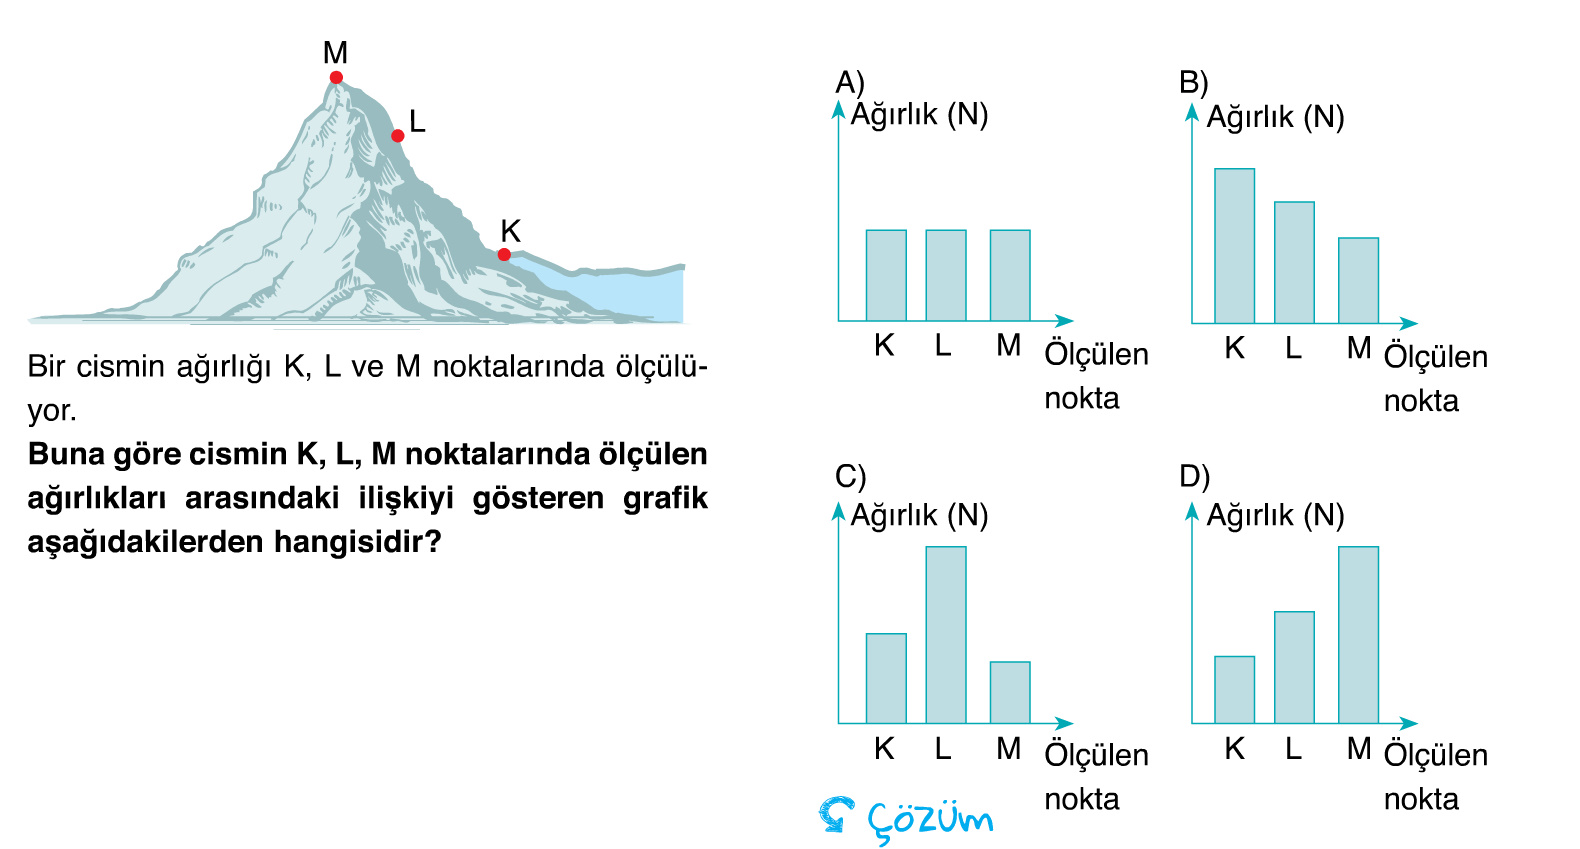 M
L
K
Bir cismin ağırlığı K, L ve M noktalarında ölçülü-
yor.
Buna göre cismin K, L, M noktalarında ölçülen
ağırlıkları arasındaki ilişkiyi gösteren grafik
aşağıdakilerden hangisidir?
A)
Ağırlık (N)
K L M Ölçülen
nokta
B)
Ağırlık (N)
K L M Ölçülen
nokta
C)
Ağırlık (N)
K L M Ölçülen
nokta
D)
Ağırlık (N)
K L M Ölçülen
nokta
Çözüm